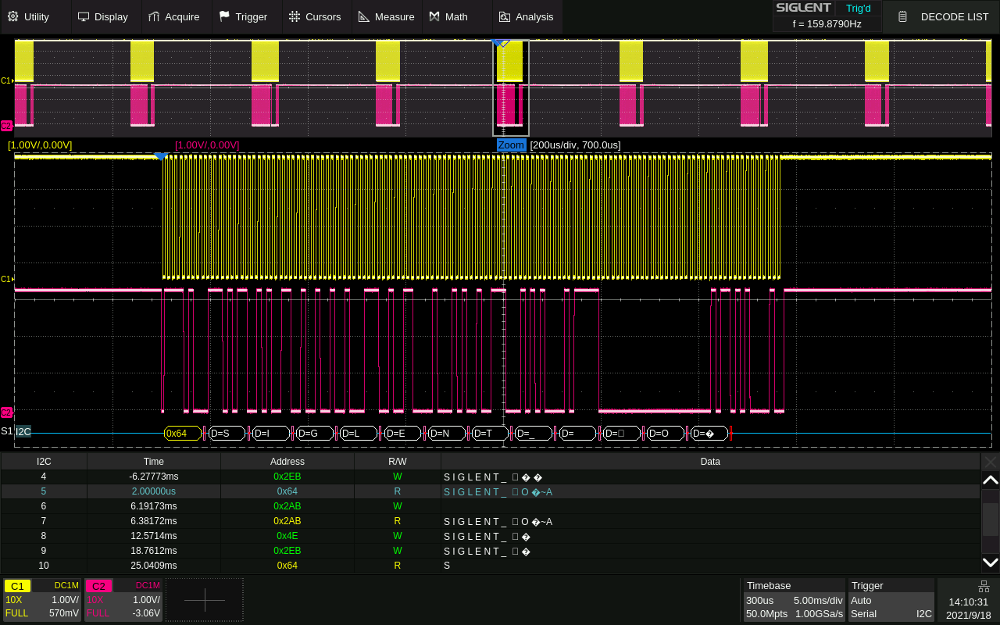 Utility Display Acquire Trigger Cursors Measure Math Analysis SIGLENT Trig'd DECODE LIST
f = 159.8790Hz
C1
C2
[1.00V/,0.00V] [1.00V/,0.00V] Zoom [200us/div, 700.0us]
C1
C2
S1 I2C 0x64 D=S D=I D=G D=L D=E D=N D=T D=_ D= D=□ D=O D=�
I2C Time Address R/W Data
4 -6.27773ms 0x2EB W S I G L E N T _ □ � �
5 2.00000us 0x64 R S I G L E N T _ □ O �~A
6 6.19173ms 0x2AB W
7 6.38172ms 0x2AB R S I G L E N T _ □ O �~A
8 12.5714ms 0x4E W S I G L E N T _ □ �
9 18.7612ms 0x2EB W S I G L E N T _ □ �
10 25.0409ms 0x64 R S
C1 DC1M C2 DC1M Timebase Trigger
10X 1.00V/ 10X 1.00V/ 300us 5.00ms/div Auto 14:10:31
FULL 570mV FULL -3.06V 50.0Mpts 1.00GSa/s Serial I2C 2021/9/18